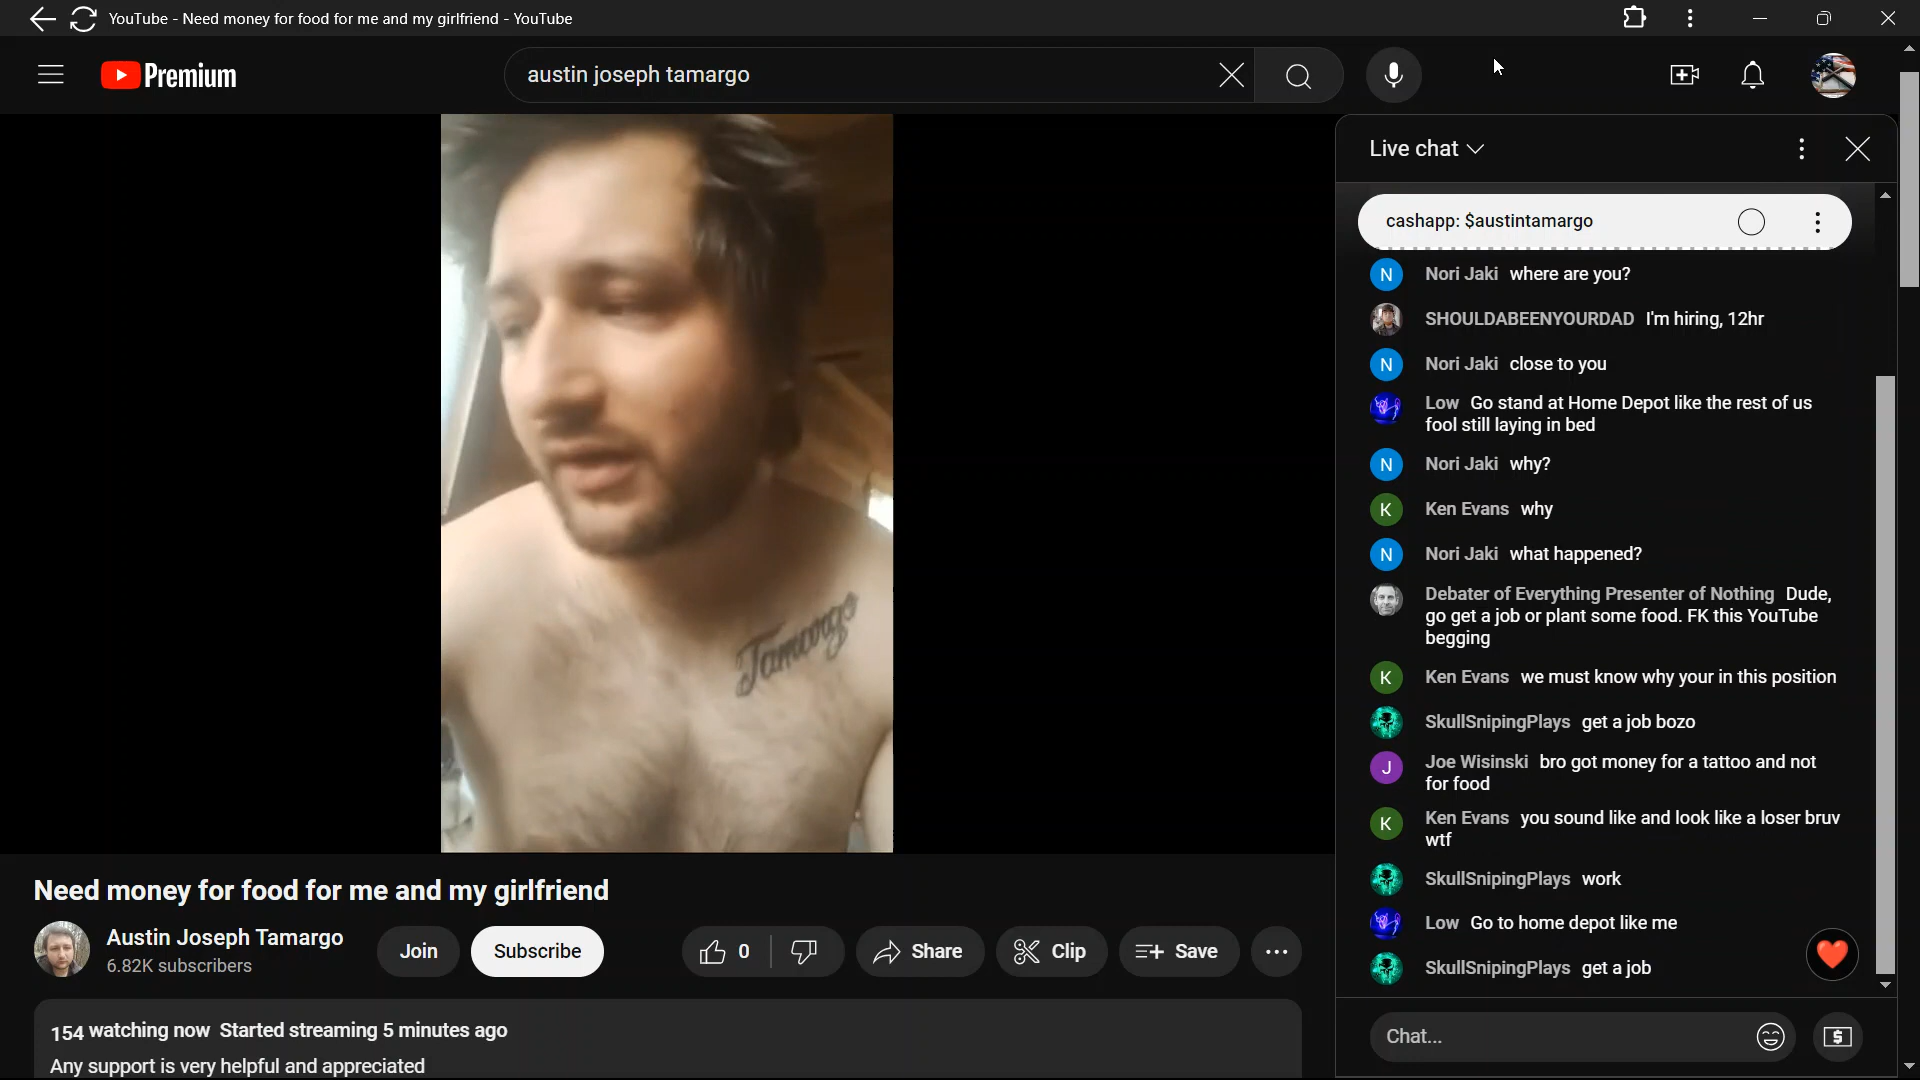 YouTube - Need money for food for me and my girlfriend - YouTube
Premium
austin joseph tamargo
Live chat
cashapp: $austintamargo
N Nori Jaki where are you?
SHOULDABEENYOURDAD I'm hiring, 12hr
N Nori Jaki close to you
Low Go stand at Home Depot like the rest of us
fool still laying in bed
N Nori Jaki why?
K Ken Evans why
N Nori Jaki what happened?
Debater of Everything Presenter of Nothing Dude,
go get a job or plant some food. FK this YouTube
begging
K Ken Evans we must know why your in this position
SkullSnipingPlays get a job bozo
J Joe Wisinski bro got money for a tattoo and not
for food
K Ken Evans you sound like and look like a loser bruv
wtf
SkullSnipingPlays work
Low Go to home depot like me
SkullSnipingPlays get a job
Chat...
Tamargo
Need money for food for me and my girlfriend
Austin Joseph Tamargo
6.82K subscribers
Join
Subscribe
0
Share
Clip
Save
154 watching now Started streaming 5 minutes ago
Any support is very helpful and appreciated